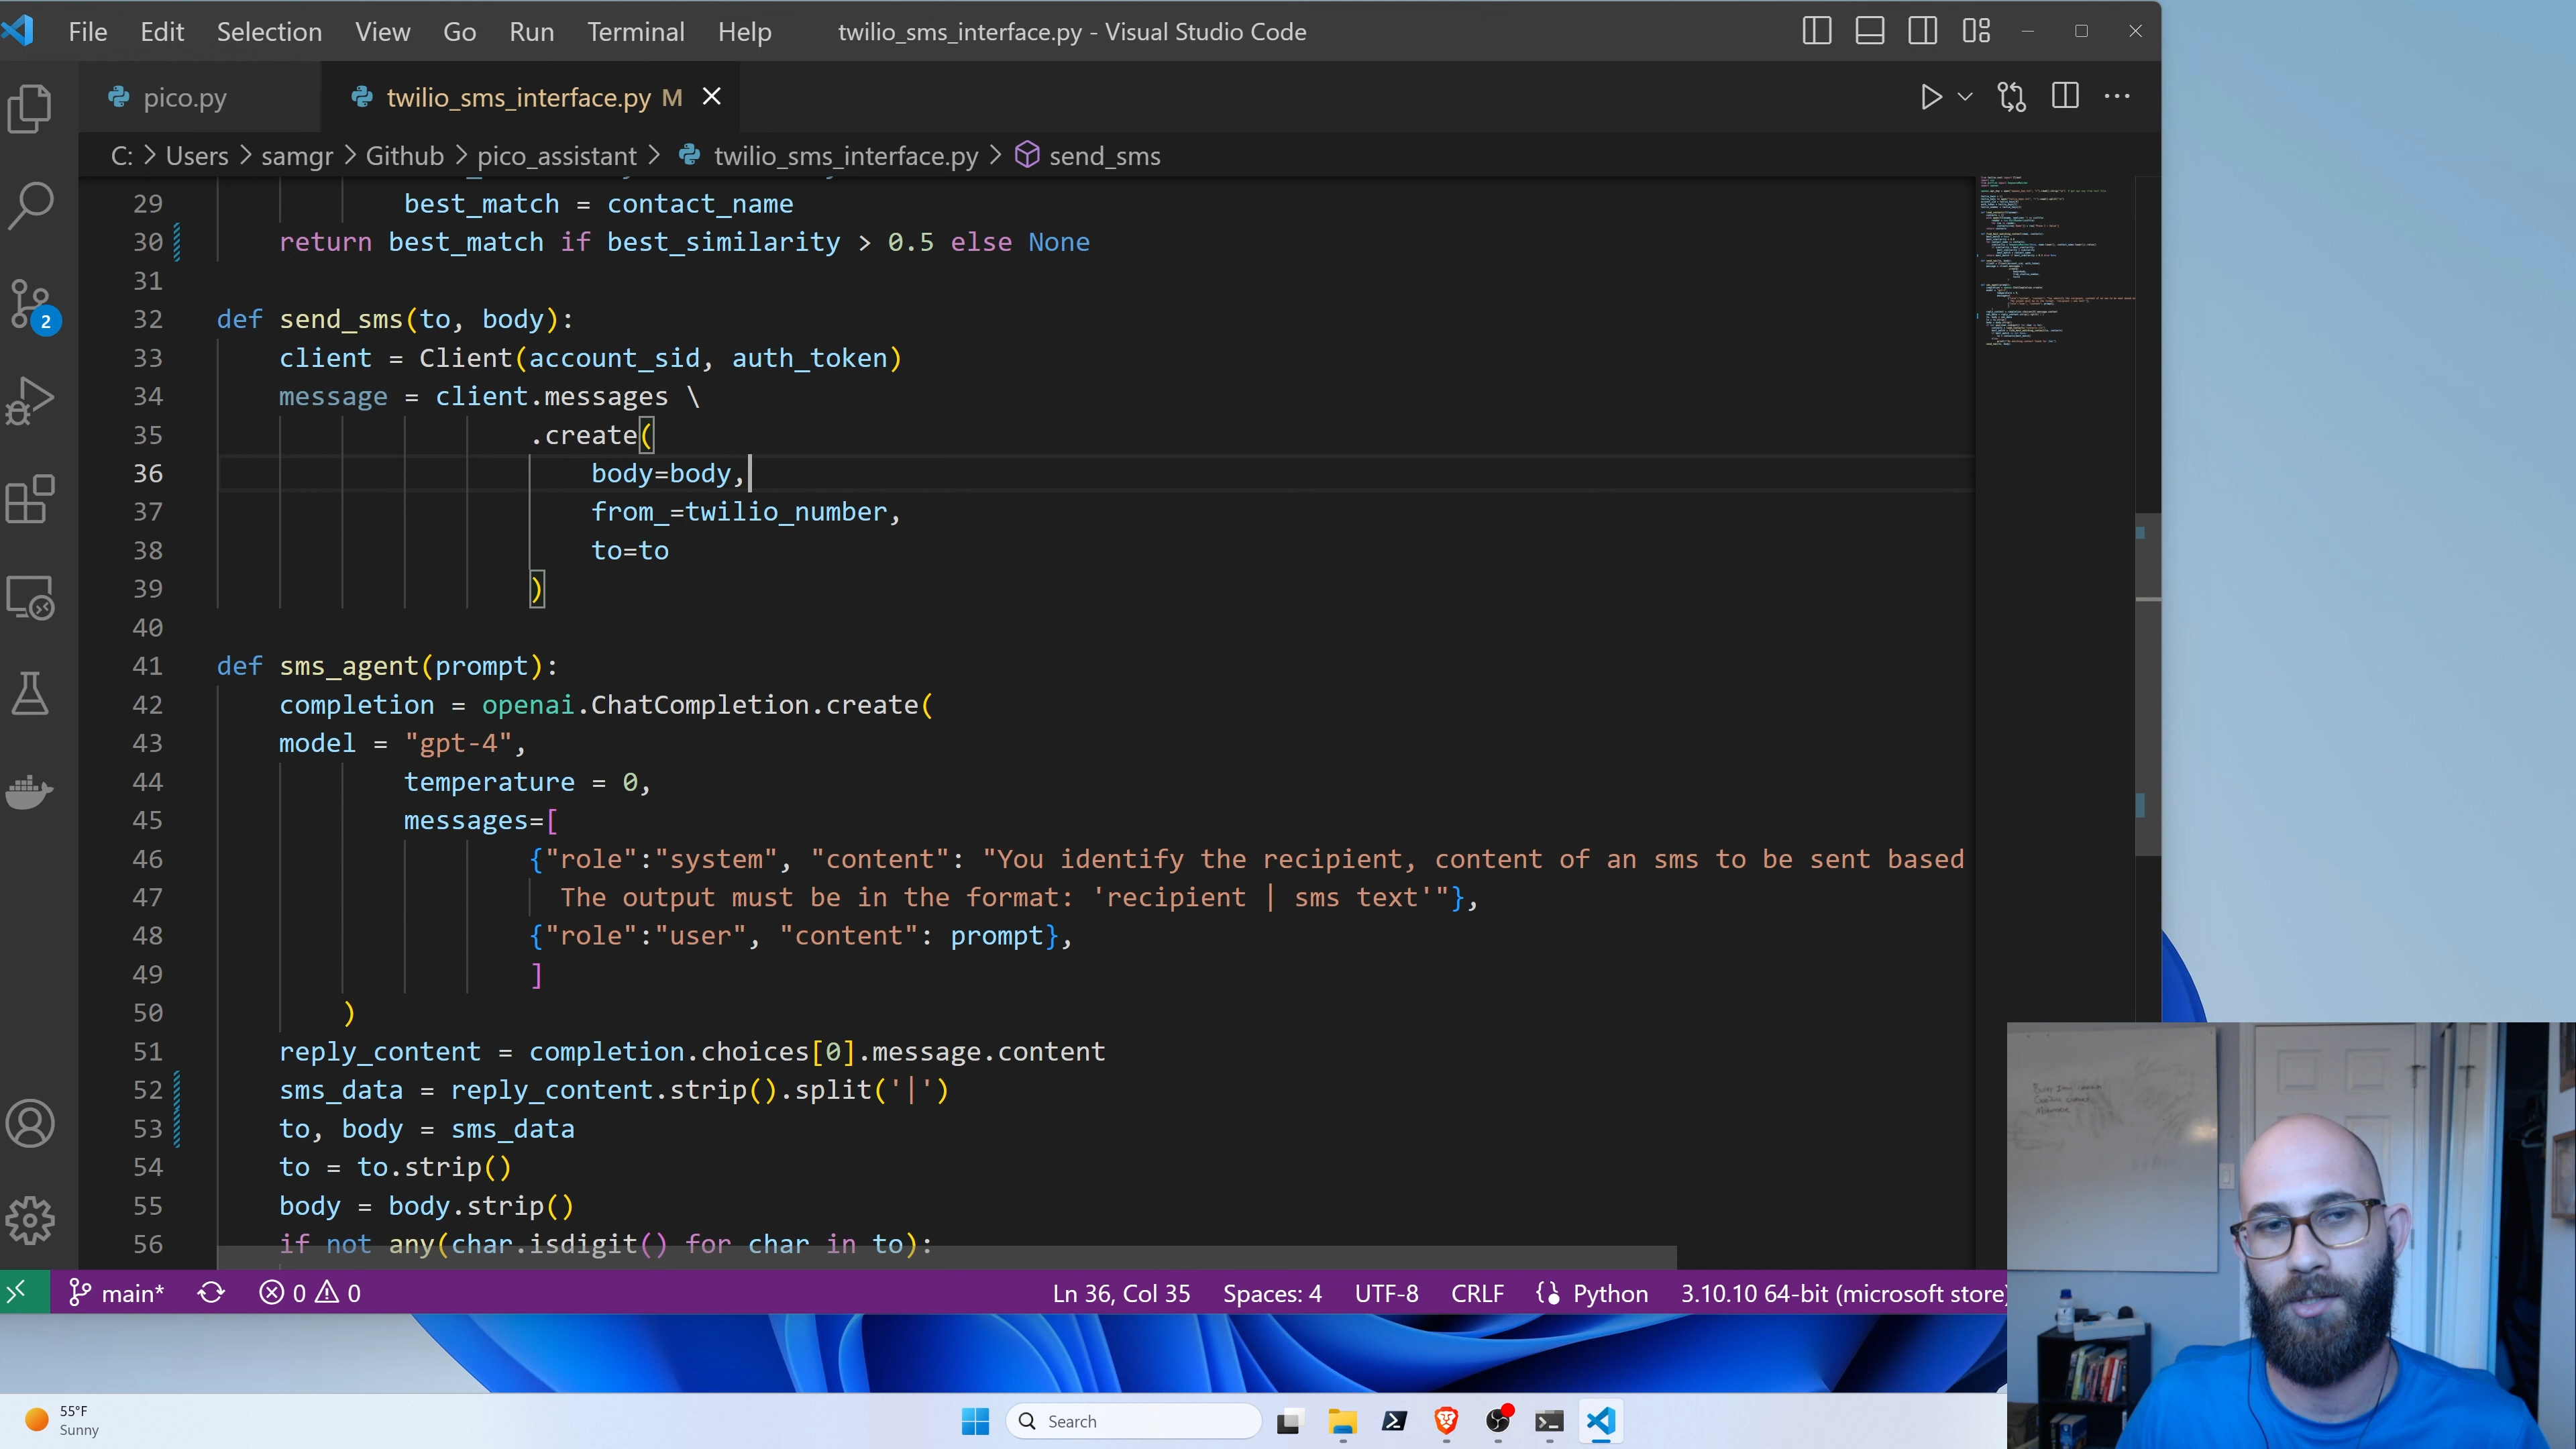 File Edit Selection View Go Run Terminal Help twilio_sms_interface.py - Visual Studio Code
pico.py twilio_sms_interface.py M
C: > Users > samgr > Github > pico_assistant > twilio_sms_interface.py > send_sms
29 best_match = contact_name
30 return best_match if best_similarity > 0.5 else None
31
32 def send_sms(to, body):
33 client = Client(account_sid, auth_token)
34 message = client.messages \
35 .create(
36 body=body,
37 from_=twilio_number,
38 to=to
39 )
40
41 def sms_agent(prompt):
42 completion = openai.ChatCompletion.create(
43 model = "gpt-4",
44 temperature = 0,
45 messages=[
46 {"role":"system", "content": "You identify the recipient, content of an sms to be sent based
47 The output must be in the format: 'recipient | sms text'"},
48 {"role":"user", "content": prompt},
49 ]
50 )
51 reply_content = completion.choices[0].message.content
52 sms_data = reply_content.strip().split('|')
53 to, body = sms_data
54 to = to.strip()
55 body = body.strip()
56 if not any(char.isdigit() for char in to):
2
main* 0 0 Ln 36, Col 35 Spaces: 4 UTF-8 CRLF Python 3.10.10 64-bit (microsoft store)
55°F
Sunny
Search